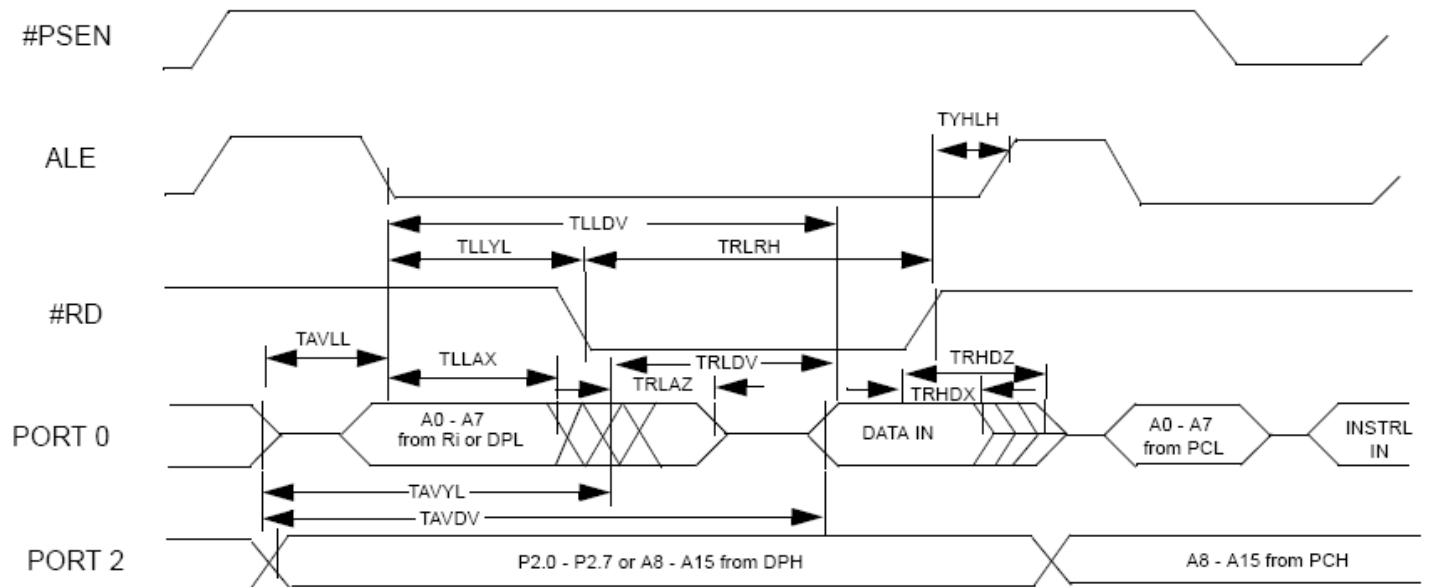 #PSEN
TYHLH
ALE
TLLDV
TLLYL
TRLRH
#RD
TAVLL
TLLAX
TRLDV
TRHDZ
TRLAZ
TRHDX
PORT 0
A0 - A7
from Ri or DPL
DATA IN
A0 - A7
from PCL
INSTRL
IN
TAVYL
TAVDV
PORT 2
P2.0 - P2.7 or A8 - A15 from DPH
A8 - A15 from PCH